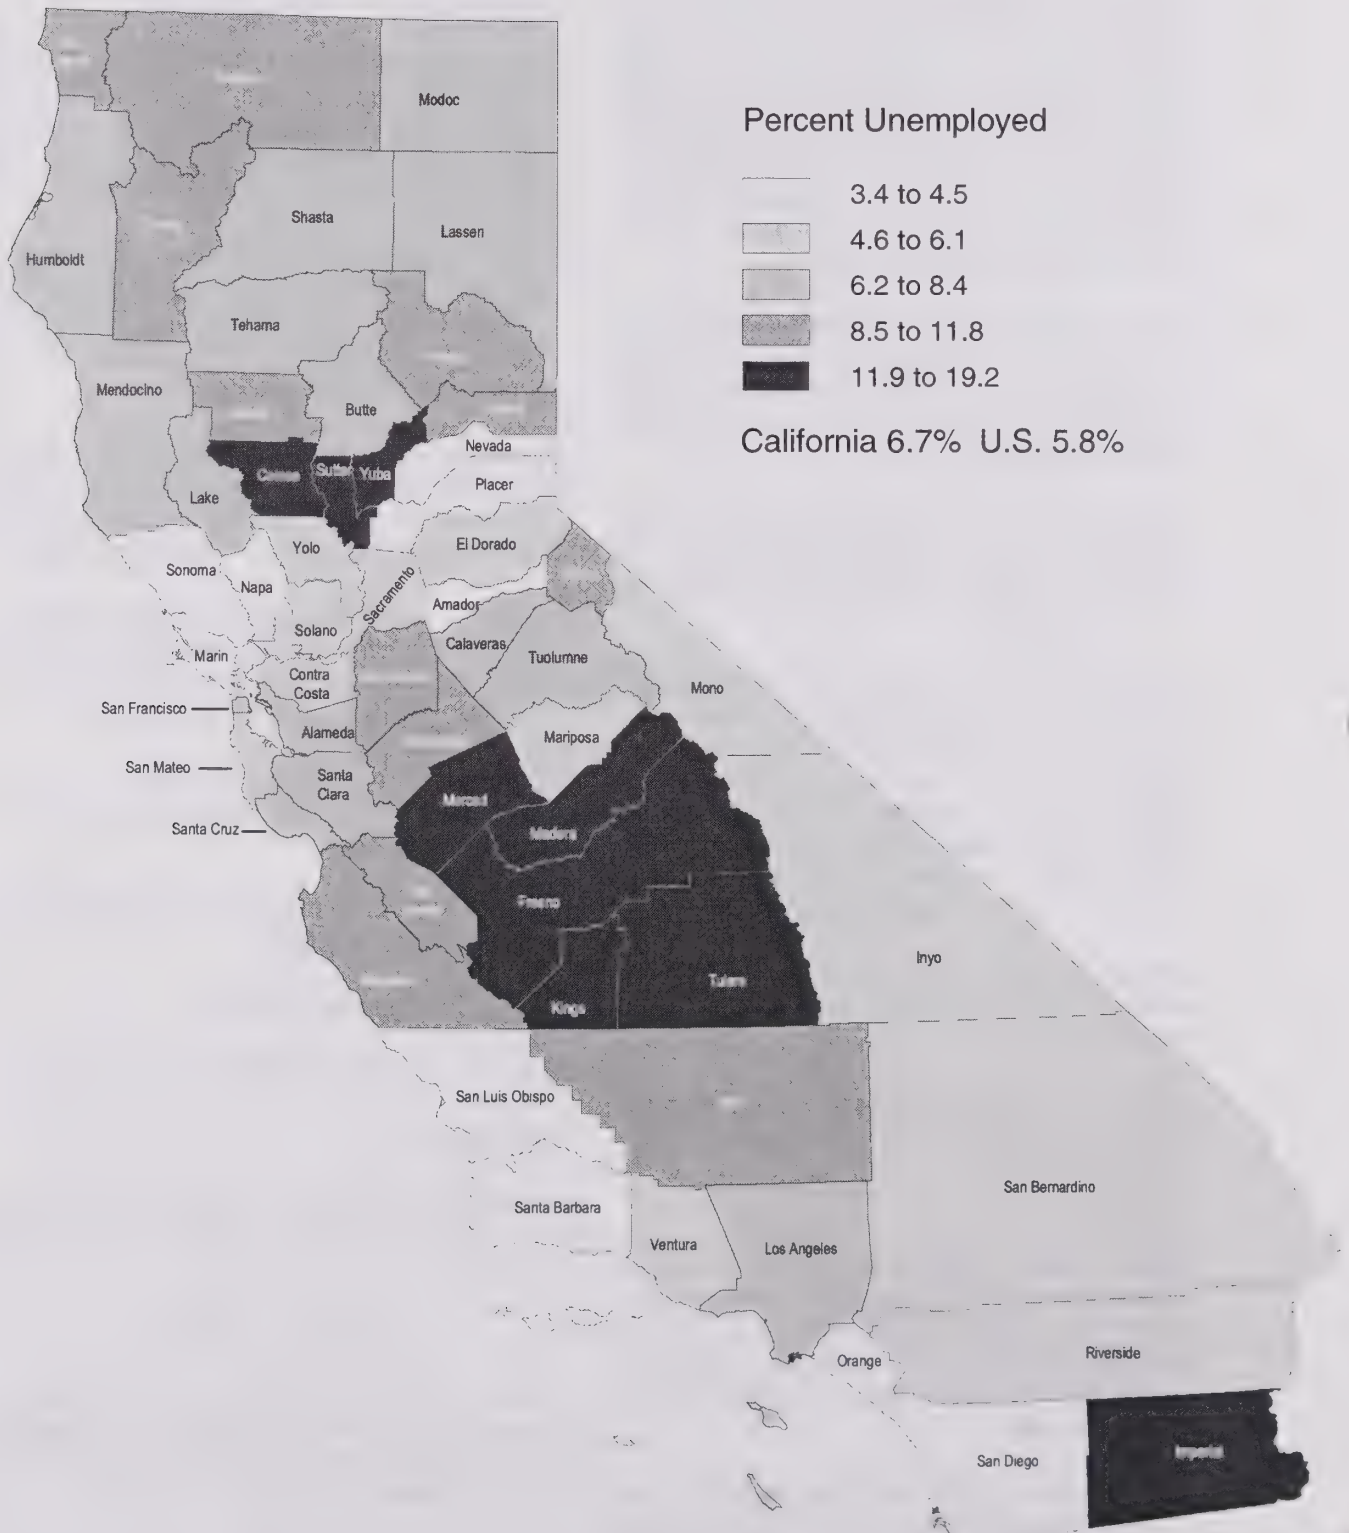 Percent Unemployed
3.4 to 4.5
4.6 to 6.1
6.2 to 8.4
8.5 to 11.8
11.9 to 19.2
California 6.7% U.S. 5.8%
Modoc
Shasta
Lassen
Humboldt
Tehama
Mendocino
Butte
Nevada
Sutter
Yuba
Placer
Lake
Yolo
El Dorado
Sonoma
Napa
Sacramento
Amador
Solano
Calaveras
Marin
Tuolumne
Contra
Costa
Mono
San Francisco
Alameda
Mariposa
San Mateo
Santa
Clara
Merced
Santa Cruz
Madera
Fresno
Inyo
Tulare
Kings
San Luis Obispo
San Bernardino
Santa Barbara
Ventura
Los Angeles
Orange
Riverside
San Diego
Imperial